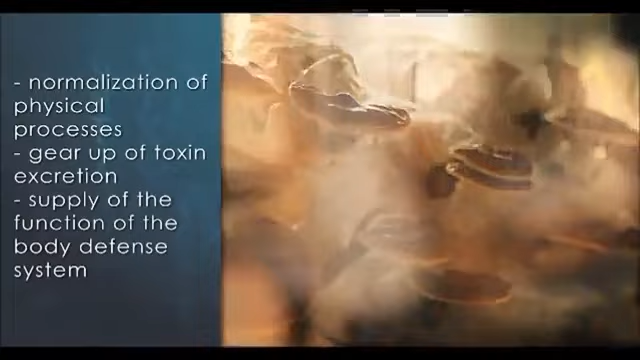 - normalization of
physical
processes
- gear up of toxin
excretion
- supply of the
function of the
body defense
system